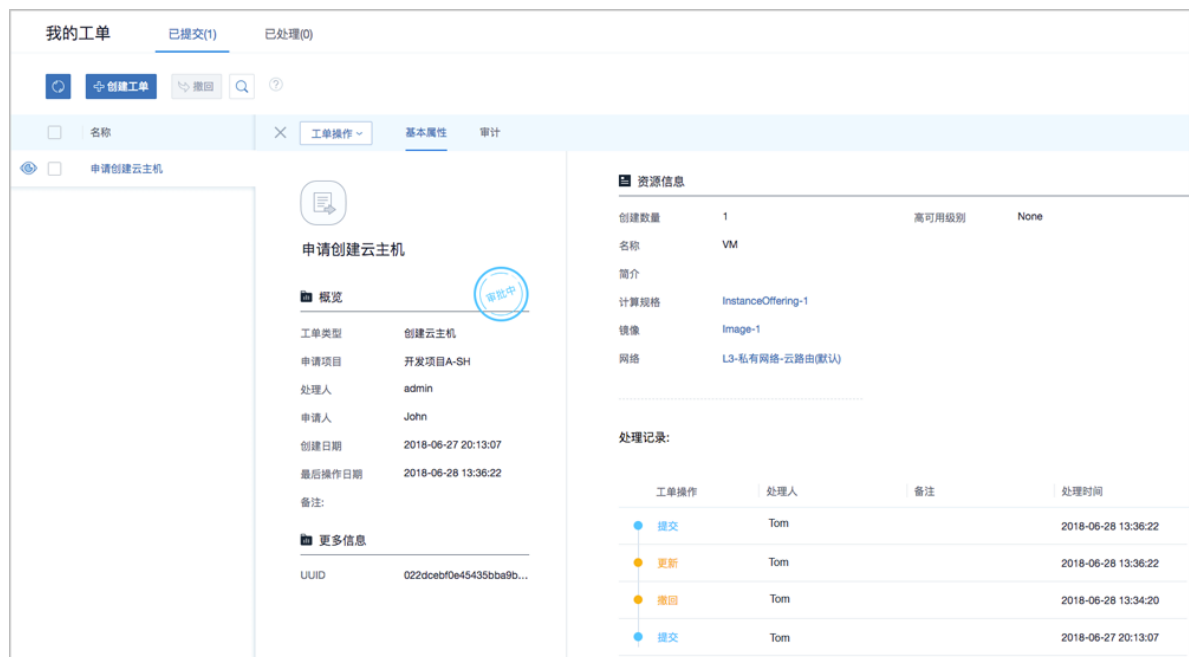 我的工单 已提交(1) 已处理(0)
创建工单 撤回
名称 工单操作 基本属性 审计
申请创建云主机
申请创建云主机
审批中
概览
工单类型 创建云主机
申请项目 开发项目A-SH
处理人 admin
申请人 John
创建日期 2018-06-27 20:13:07
最后操作日期 2018-06-28 13:36:22
备注:
更多信息
UUID 022dcebf0e45435bba9b...
资源信息
创建数量 1 高可用级别 None
名称 VM
简介
计算规格 InstanceOffering-1
镜像 Image-1
网络 L3-私有网络-云路由(默认)
处理记录:
工单操作 处理人 备注 处理时间
提交 Tom 2018-06-28 13:36:22
更新 Tom 2018-06-28 13:36:22
撤回 Tom 2018-06-28 13:34:20
提交 Tom 2018-06-27 20:13:07